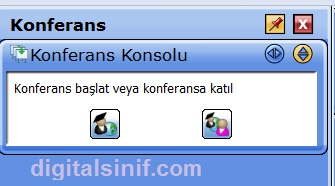 Konferans
Konferans Konsolu
Konferans başlat veya konferansa katıl
digitalsinif.com